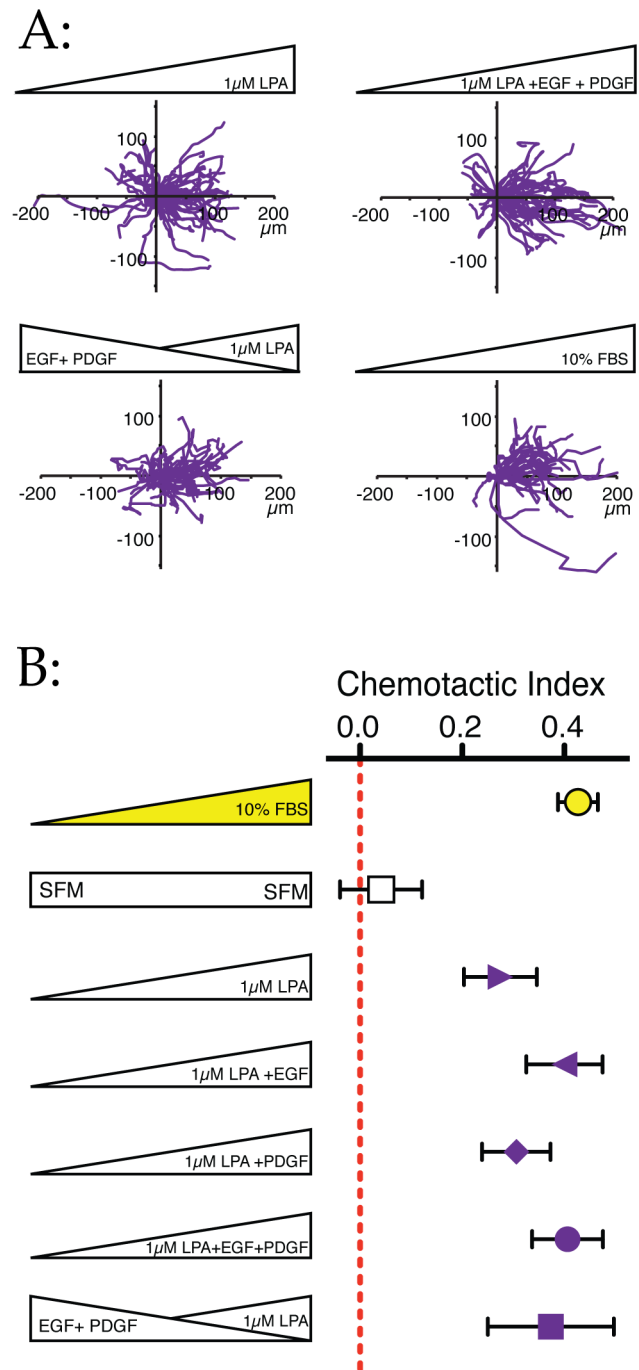 A:
1μM LPA
1μM LPA +EGF + PDGF
100
-200 -100 100 200
μm
-100
100
-200 -100 100 200
μm
-100
EGF+ PDGF 1μM LPA
10% FBS
100
-200 -100 100 200
μm
-100
100
-200 -100 100 200
μm
-100
B:
Chemotactic Index
0.0 0.2 0.4
10% FBS
SFM SFM
1μM LPA
1μM LPA +EGF
1μM LPA +PDGF
1μM LPA+EGF+PDGF
EGF+ PDGF 1μM LPA